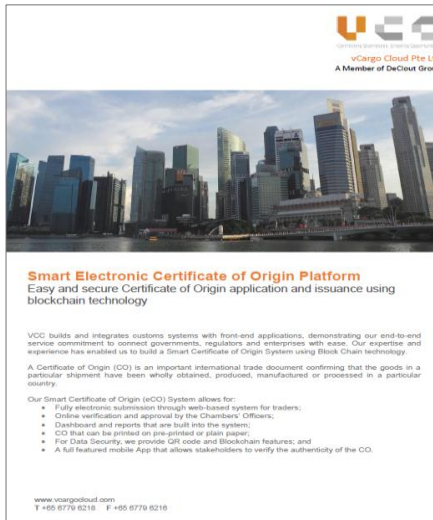 VCC
vCargo Cloud Pte Lt
A Member of DeClout Grou
Smart Electronic Certificate of Origin Platform
Easy and secure Certificate of Origin application and issuance using
blockchain technology
VCC builds and integrates customs systems with front-end applications, demonstrating our end-to-end
service commitment to connect governments, regulators and enterprises with ease. Our expertise and
experience has enabled us to build a Smart Certificate of Origin System using Block Chain technology.
A Certificate of Origin (CO) is an important international trade document confirming that the goods in a
particular shipment have been wholly obtained, produced, manufactured or processed in a particular
country.
Our Smart Certificate of Origin (eCO) System allows for:
• Fully electronic submission through web-based system for traders;
• Online verification and approval by the Chambers' Officers;
• Dashboard and reports that are built into the system;
• CO that can be printed on pre-printed or plain paper;
• For Data Security, we provide QR code and Blockchain features; and
• A full featured mobile App that allows stakeholders to verify the authenticity of the CO.
www.vcargocloud.com
T +65 6779 6218 F +65 6779 6216